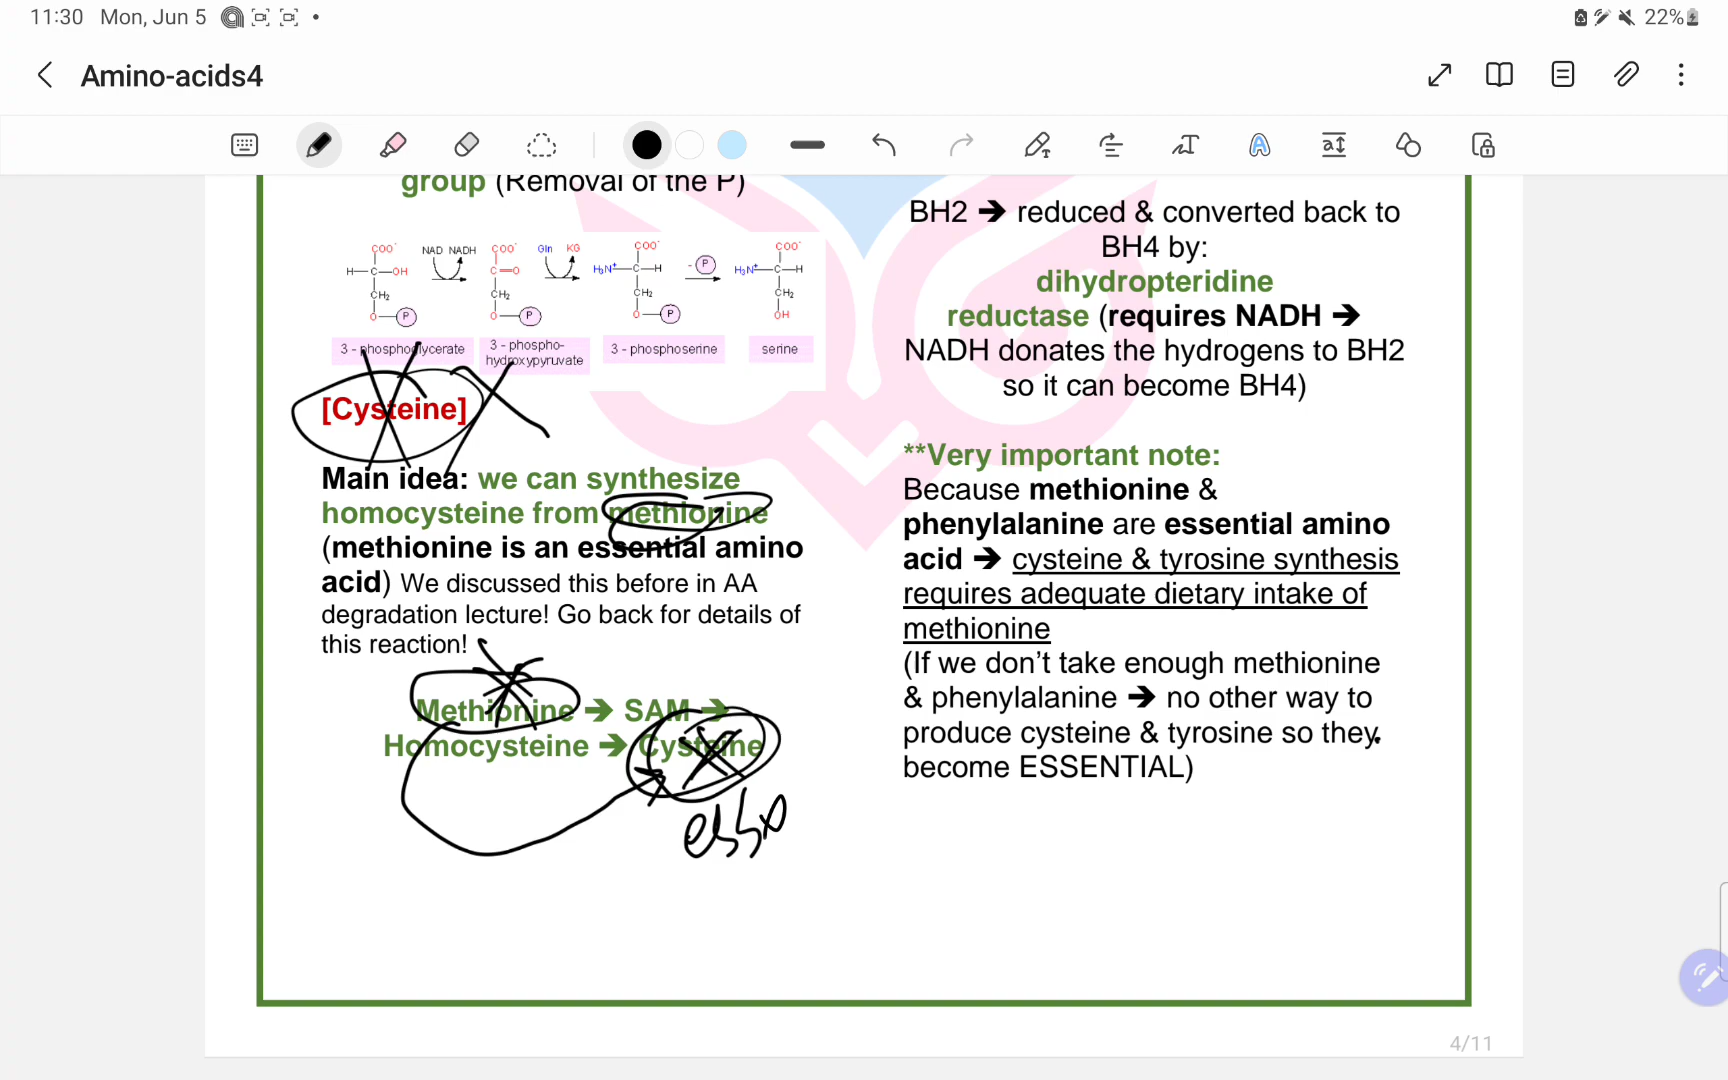 11:30 Mon, Jun 5
22%
Amino-acids4
group (Removal of the P)
COO⁻
H—C—OH
CH₂
O—P
NAD NADH
COO⁻
C=O
CH₂
O—P
Gln KG
COO⁻
H₃N⁺—C—H
CH₂
O—P
- P
COO⁻
H₃N⁺—C—H
CH₂
OH
3 - phosphoglycerate
3 - phospho-
hydroxypyruvate
3 - phosphoserine
serine
[Cysteine]
Main idea: we can synthesize
homocysteine from methionine
(methionine is an essential amino
acid) We discussed this before in AA
degradation lecture! Go back for details of
this reaction!
Methionine ➔ SAM ➔
Homocysteine ➔ Cysteine
BH2 ➔ reduced & converted back to
BH4 by:
dihydropteridine
reductase (requires NADH ➔
NADH donates the hydrogens to BH2
so it can become BH4)
**Very important note:
Because methionine &
phenylalanine are essential amino
acid ➔ cysteine & tyrosine synthesis
requires adequate dietary intake of
methionine
(If we don't take enough methionine
& phenylalanine ➔ no other way to
produce cysteine & tyrosine so they
become ESSENTIAL)
4/11